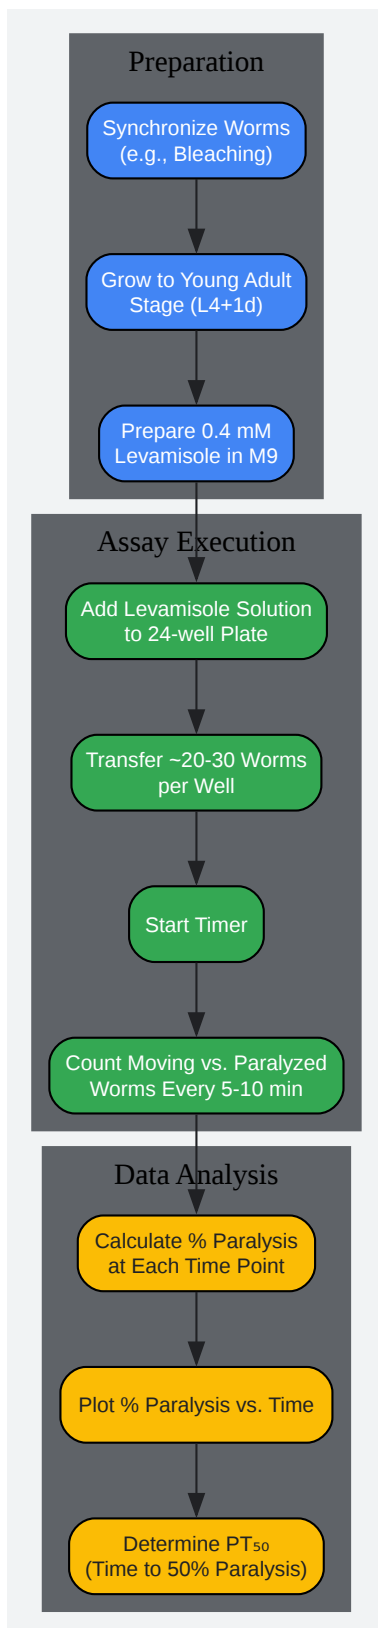 Preparation
Synchronize Worms
(e.g., Bleaching)
Grow to Young Adult
Stage (L4+1d)
Prepare 0.4 mM
Levamisole in M9
Assay Execution
Add Levamisole Solution
to 24-well Plate
Transfer ~20-30 Worms
per Well
Start Timer
Count Moving vs. Paralyzed
Worms Every 5-10 min
Data Analysis
Calculate % Paralysis
at Each Time Point
Plot % Paralysis vs. Time
Determine PT₅₀
(Time to 50% Paralysis)